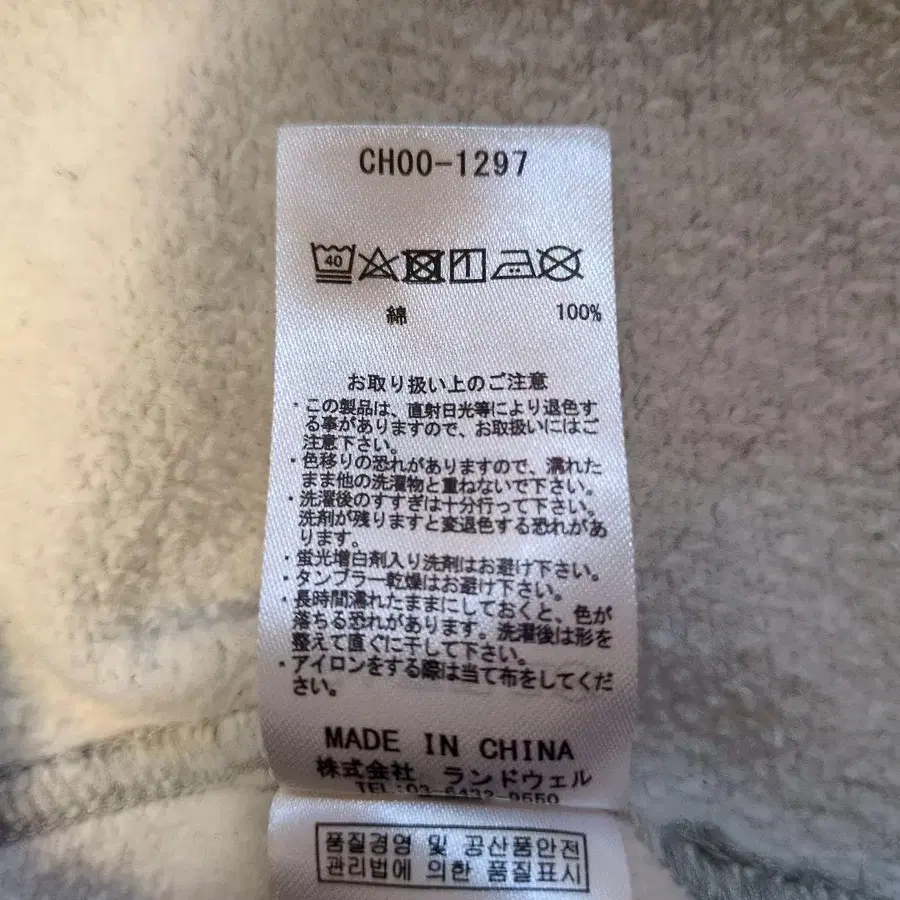 CH00-1297
40
綿 100%
お取り扱い上のご注意
・この製品は、直射日光等により退色す
る事がありますので、お取扱いにはご
注意下さい。
・色移りの恐れがありますので、濡れた
まま他の洗濯物と重ねないで下さい。
・洗濯後のすすぎは十分行って下さい。
洗剤が残りますと変退色する恐れがあ
ります。
・蛍光増白剤入り洗剤はお避け下さい。
・タンブラー乾燥はお避け下さい。
・長時間濡れたままにしておくと、色が
落ちる恐れがあります。洗濯後は形を
整えて直ぐに干して下さい。
・アイロンをする際は当て布をしてくだ
さい。
MADE IN CHINA
株式会社 ランドウェル
TEL:03-6432-0550
품질경영 및 공산품안전
관리법에 의한 품질표시